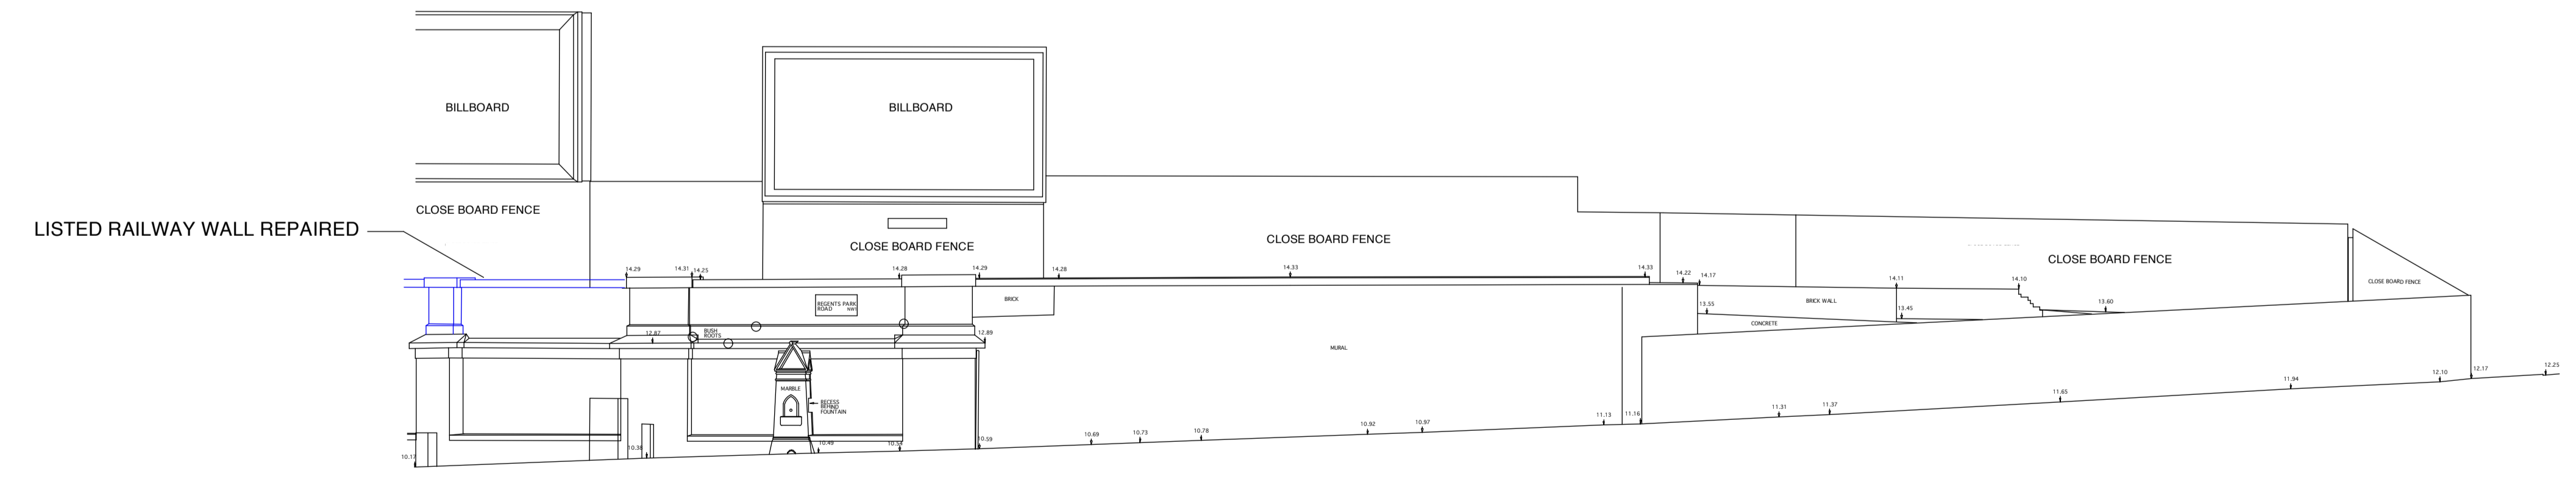 BILLBOARD
BILLBOARD
CLOSE BOARD FENCE
LISTED RAILWAY WALL REPAIRED
CLOSE BOARD FENCE
CLOSE BOARD FENCE
CLOSE BOARD FENCE
CLOSE BOARD FENCE
14.29
14.31
14.25
14.28
14.29
14.28
14.33
14.33
14.22
14.17
14.11
14.10
BRICK
REGENTS PARK
ROAD NW1
13.55
BRICK WALL
13.45
13.60
CONCRETE
12.87
BUSH
ROOTS
12.89
MURAL
MARBLE
RECESS
BEHIND
FOUNTAIN
10.17
10.38
10.49
10.54
10.59
10.69
10.73
10.78
10.92
10.97
11.13
11.16
11.31
11.37
11.65
11.94
12.10
12.17
12.25